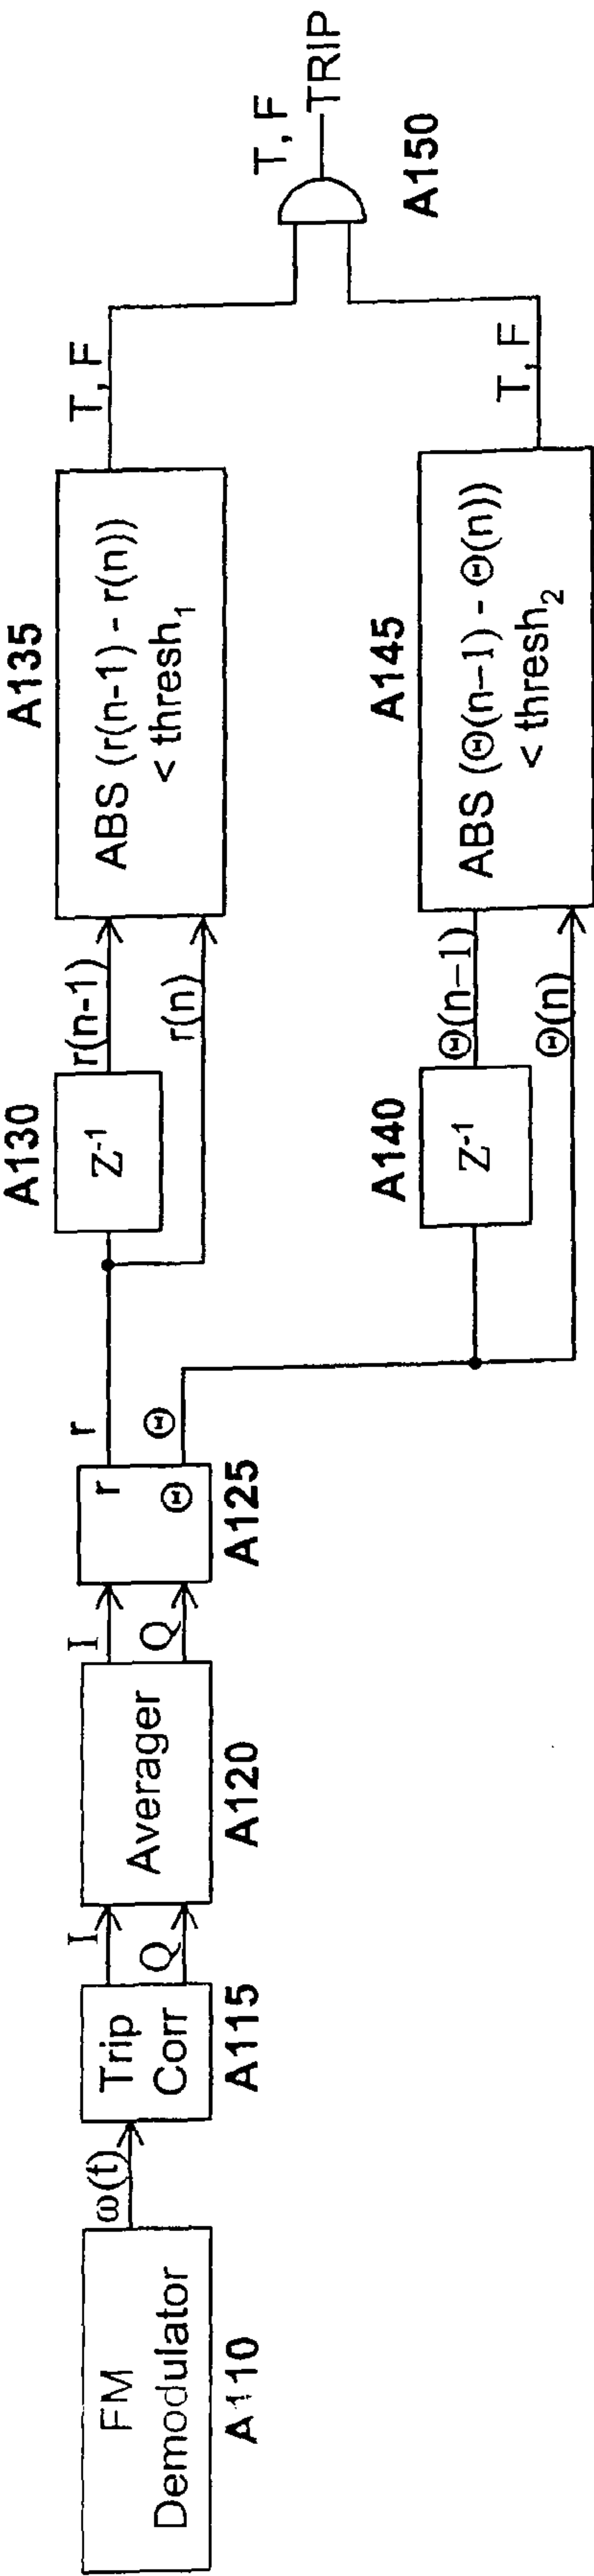 FM
Demodulator
A110
ω(t)
Trip
Corr
A115
I
Q
Averager
A120
I
Q
r
Θ
A125
r
Θ
A130
Z-1
r(n-1)
r(n)
A135
ABS (r(n-1) - r(n))
< thresh1
T, F
A140
Z-1
Θ(n-1)
Θ(n)
A145
ABS (Θ(n-1) - Θ(n))
< thresh2
T, F
T, F
TRIP
A150